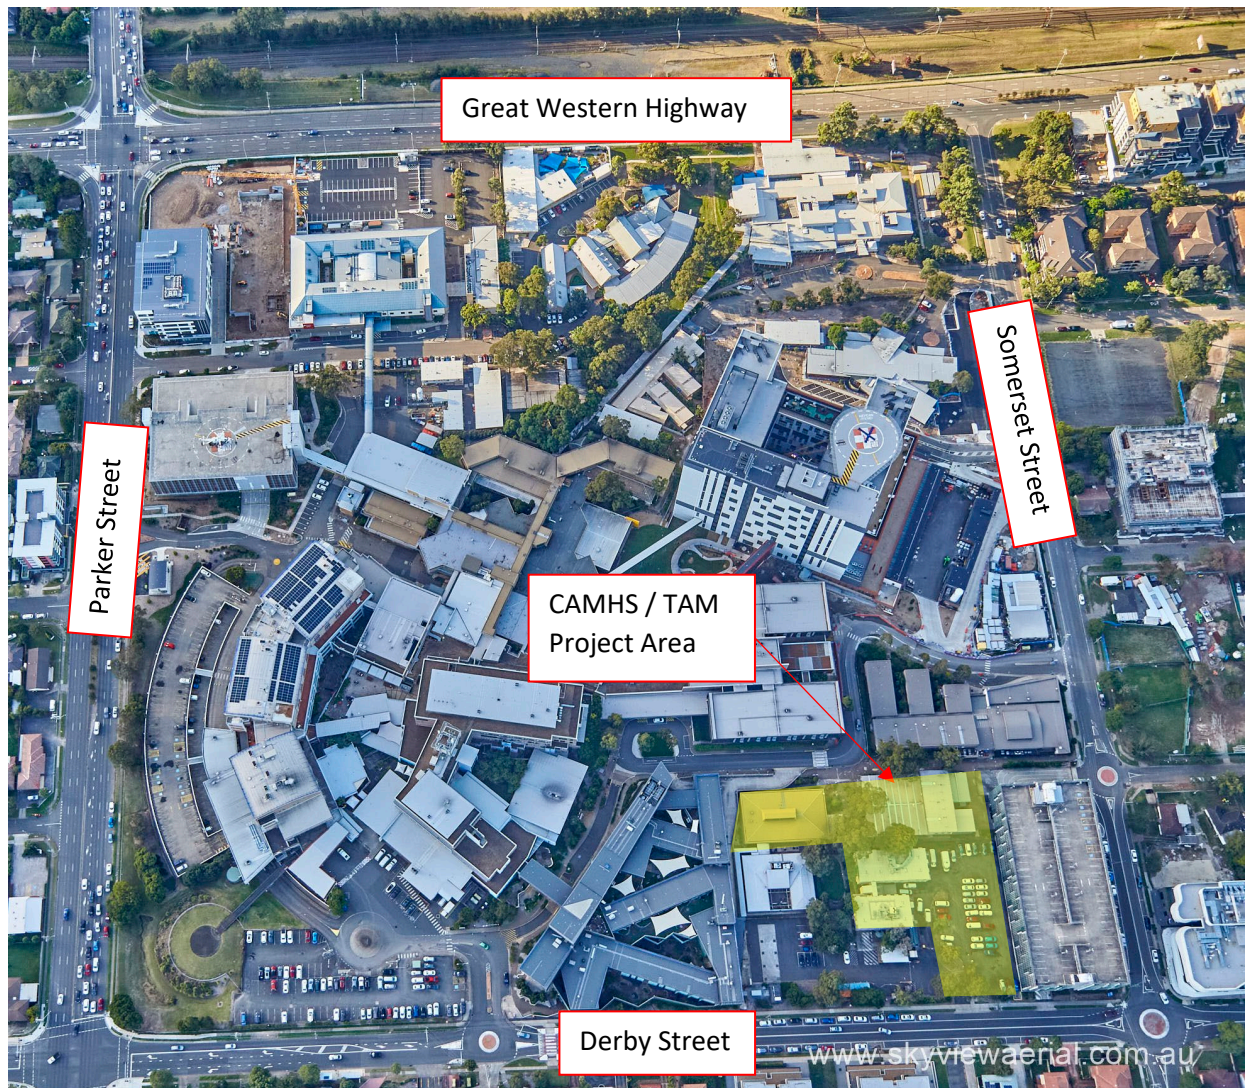 Great Western Highway
Somerset Street
Parker Street
CAMHS / TAM
Project Area
Derby Street
www.skyviewaerial.com.au